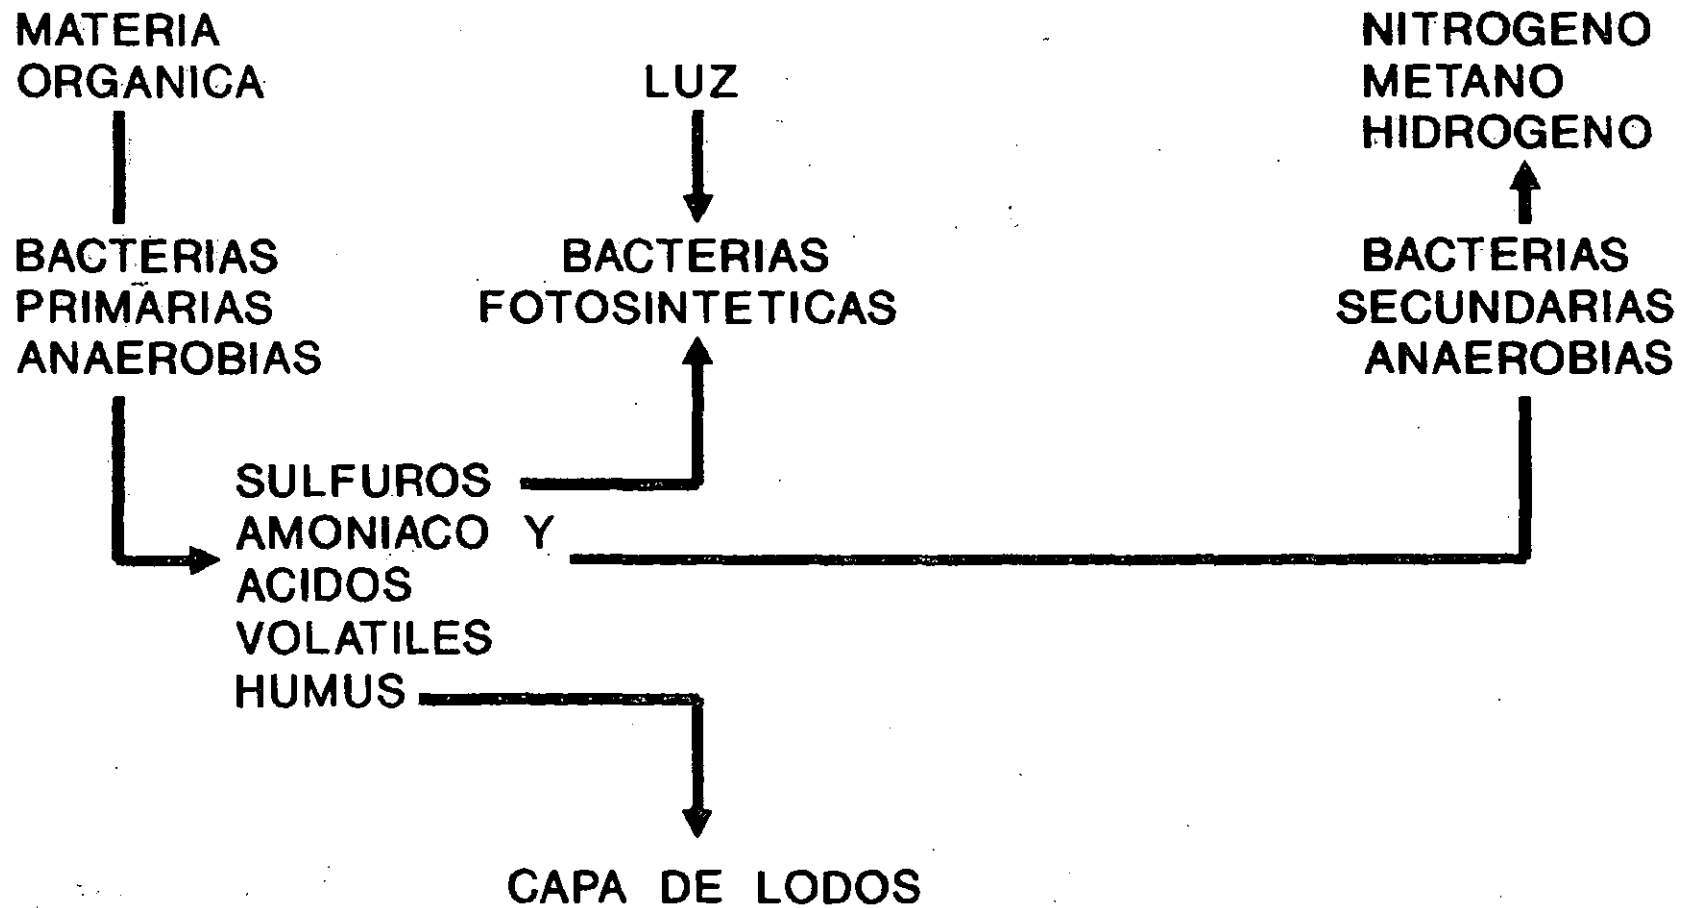 MATERIA
ORGANICA
LUZ
NITROGENO
METANO
HIDROGENO
BACTERIAS
PRIMARIAS
ANAEROBIAS
BACTERIAS
FOTOSINTETICAS
BACTERIAS
SECUNDARIAS
ANAEROBIAS
SULFUROS
AMONIACO Y
ACIDOS
VOLATILES
HUMUS
CAPA DE LODOS